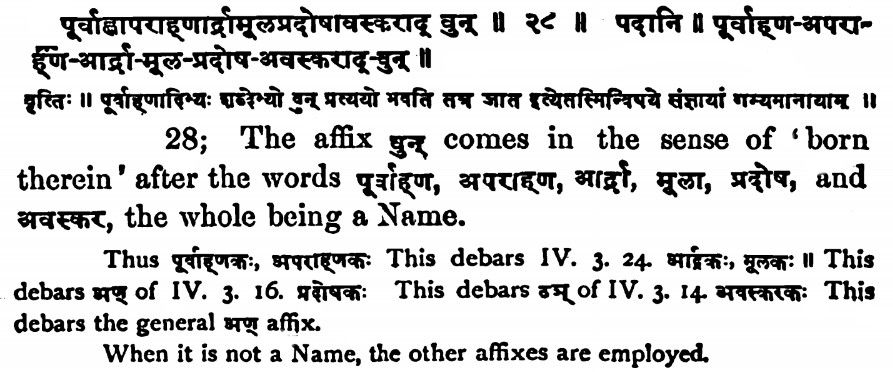 पूर्वाह्णापराह्णार्द्रामूलप्रदोषावस्कराद् वुन् ॥ २८ ॥ पदानि ॥ पूर्वाह्ण-अपरा-
ह्ण-आर्द्रा-मूल-प्रदोष-अवस्कराद्-वुन् ॥
वृत्तिः ॥ पूर्वाह्णादिभ्यः शब्देभ्यो वुन् प्रत्ययो भवति तत्र जात इत्येतस्मिन्विषये संज्ञायां गम्यमानायाम् ॥
28; The affix वुन् comes in the sense of 'born
therein' after the words पूर्वाह्ण, अपराह्ण, आर्द्रा, मूला, प्रदोष, and
अवस्कर, the whole being a Name.
Thus पूर्वाह्णकः, अपराह्णकः This debars IV. 3. 24. आर्द्रकः, मूलकः ॥ This
debars अण् of IV. 3. 16. प्रदोषकः This debars ठञ् of IV. 3. 14. अवस्करकः This
debars the general अण् affix.
When it is not a Name, the other affixes are employed.